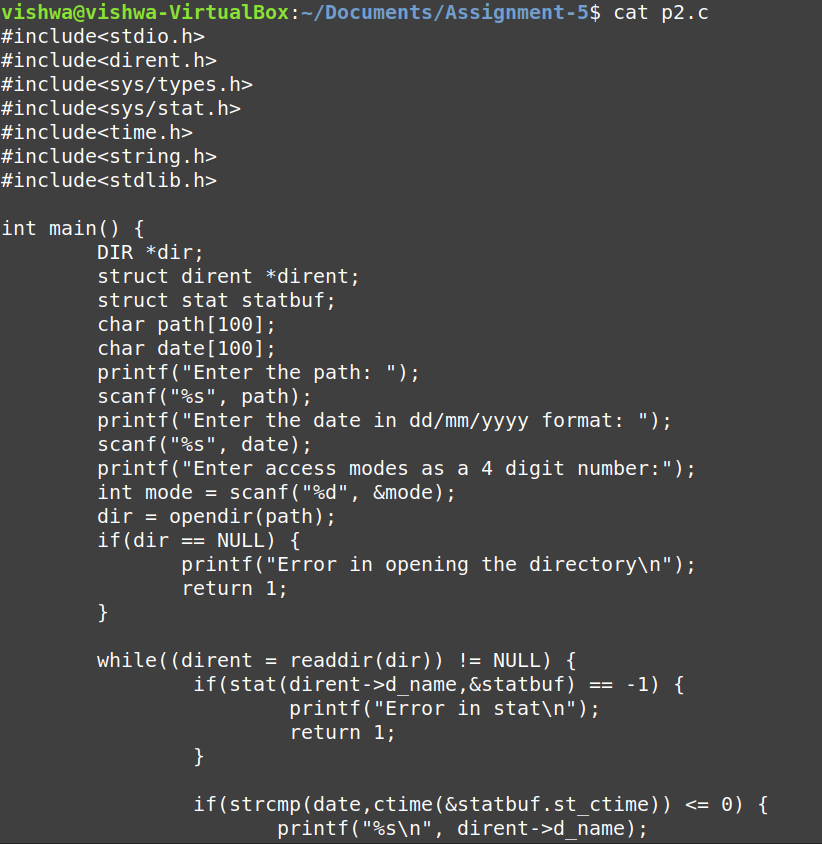 vishwa@vishwa-VirtualBox:~/Documents/Assignment-5$ cat p2.c
#include<stdio.h>
#include<dirent.h>
#include<sys/types.h>
#include<sys/stat.h>
#include<time.h>
#include<string.h>
#include<stdlib.h>

int main() {
        DIR *dir;
        struct dirent *dirent;
        struct stat statbuf;
        char path[100];
        char date[100];
        printf("Enter the path: ");
        scanf("%s", path);
        printf("Enter the date in dd/mm/yyyy format: ");
        scanf("%s", date);
        printf("Enter access modes as a 4 digit number:");
        int mode = scanf("%d", &mode);
        dir = opendir(path);
        if(dir == NULL) {
               printf("Error in opening the directory\n");
               return 1;
        }

        while((dirent = readdir(dir)) != NULL) {
                if(stat(dirent->d_name,&statbuf) == -1) {
                        printf("Error in stat\n");
                        return 1;
                }

                if(strcmp(date,ctime(&statbuf.st_ctime)) <= 0) {
                       printf("%s\n", dirent->d_name);